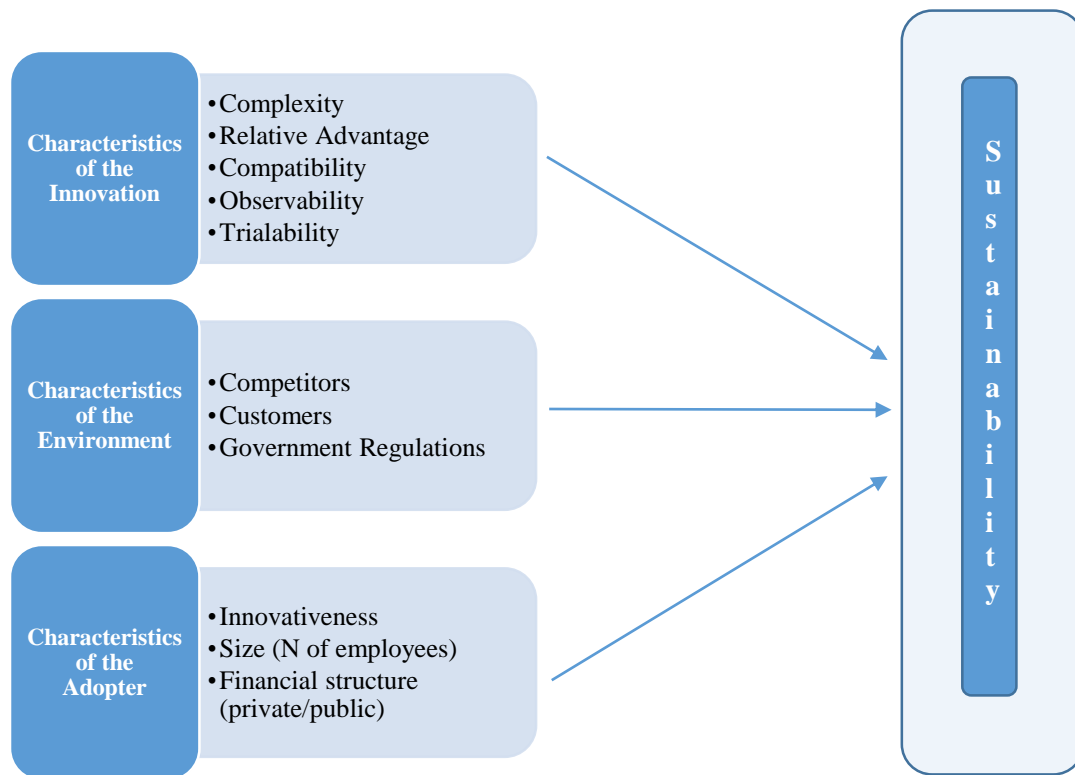 Characteristics
of the
Innovation
•Complexity
•Relative Advantage
•Compatibility
•Observability
•Trialability
Characteristics
of the
Environment
•Competitors
•Customers
•Government Regulations
Characteristics
of the
Adopter
•Innovativeness
•Size (N of employees)
•Financial structure
(private/public)
Sustainability